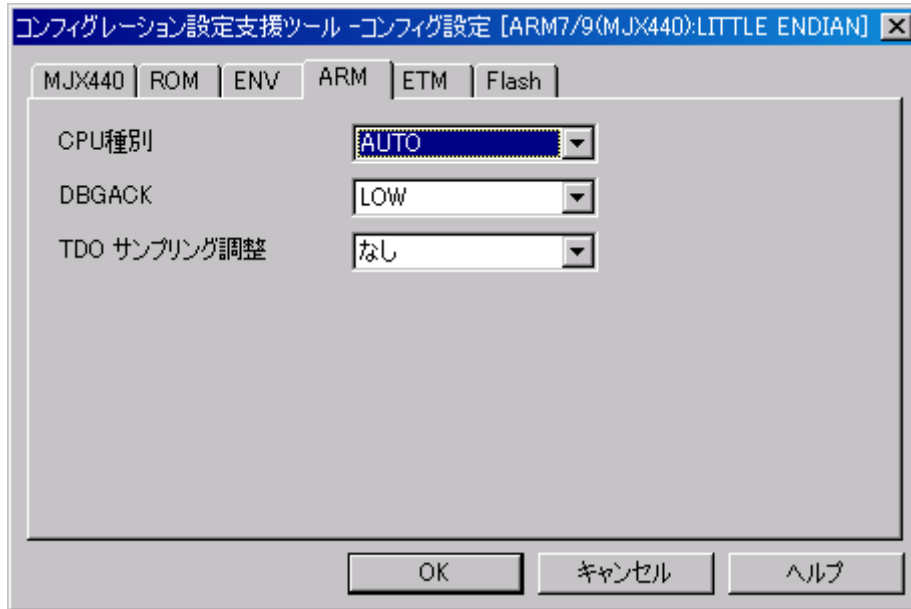 コンフィグレーション設定支援ツール -コンフィグ設定 [ARM7/9(MJX440):LITTLE ENDIAN]
MJX440 ROM ENV ARM ETM Flash
CPU種別 AUTO
DBGACK LOW
TDO サンプリング調整 なし
OK キャンセル ヘルプ